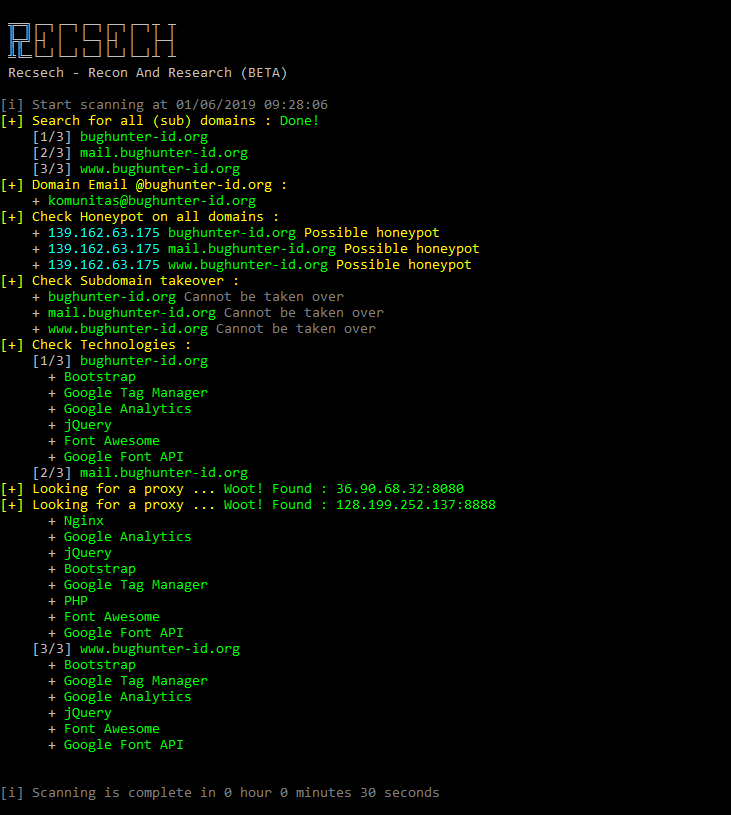 RECSECH
Recsech - Recon And Research (BETA)
[i] Start scanning at 01/06/2019 09:28:06
[+] Search for all (sub) domains : Done!
[1/3] bughunter-id.org
[2/3] mail.bughunter-id.org
[3/3] www.bughunter-id.org
[+] Domain Email @bughunter-id.org :
+ komunitas@bughunter-id.org
[+] Check Honeypot on all domains :
+ 139.162.63.175 bughunter-id.org Possible honeypot
+ 139.162.63.175 mail.bughunter-id.org Possible honeypot
+ 139.162.63.175 www.bughunter-id.org Possible honeypot
[+] Check Subdomain takeover :
+ bughunter-id.org Cannot be taken over
+ mail.bughunter-id.org Cannot be taken over
+ www.bughunter-id.org Cannot be taken over
[+] Check Technologies :
[1/3] bughunter-id.org
+ Bootstrap
+ Google Tag Manager
+ Google Analytics
+ jQuery
+ Font Awesome
+ Google Font API
[2/3] mail.bughunter-id.org
[+] Looking for a proxy ... Woot! Found : 36.90.68.32:8080
[+] Looking for a proxy ... Woot! Found : 128.199.252.137:8888
+ Nginx
+ Google Analytics
+ jQuery
+ Bootstrap
+ Google Tag Manager
+ PHP
+ Font Awesome
+ Google Font API
[3/3] www.bughunter-id.org
+ Bootstrap
+ Google Tag Manager
+ Google Analytics
+ jQuery
+ Font Awesome
+ Google Font API
[i] Scanning is complete in 0 hour 0 minutes 30 seconds